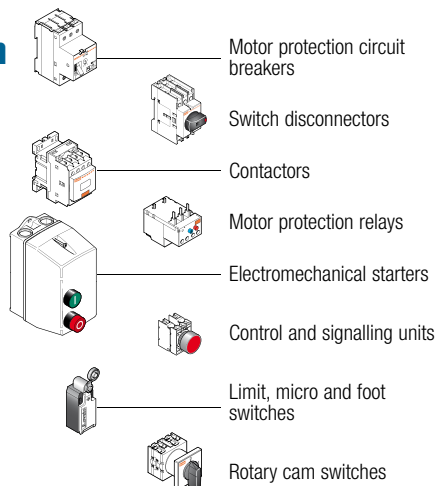 n
Motor protection circuit
breakers
Switch disconnectors
Contactors
Motor protection relays
Electromechanical starters
Control and signalling units
Limit, micro and foot
switches
Rotary cam switches